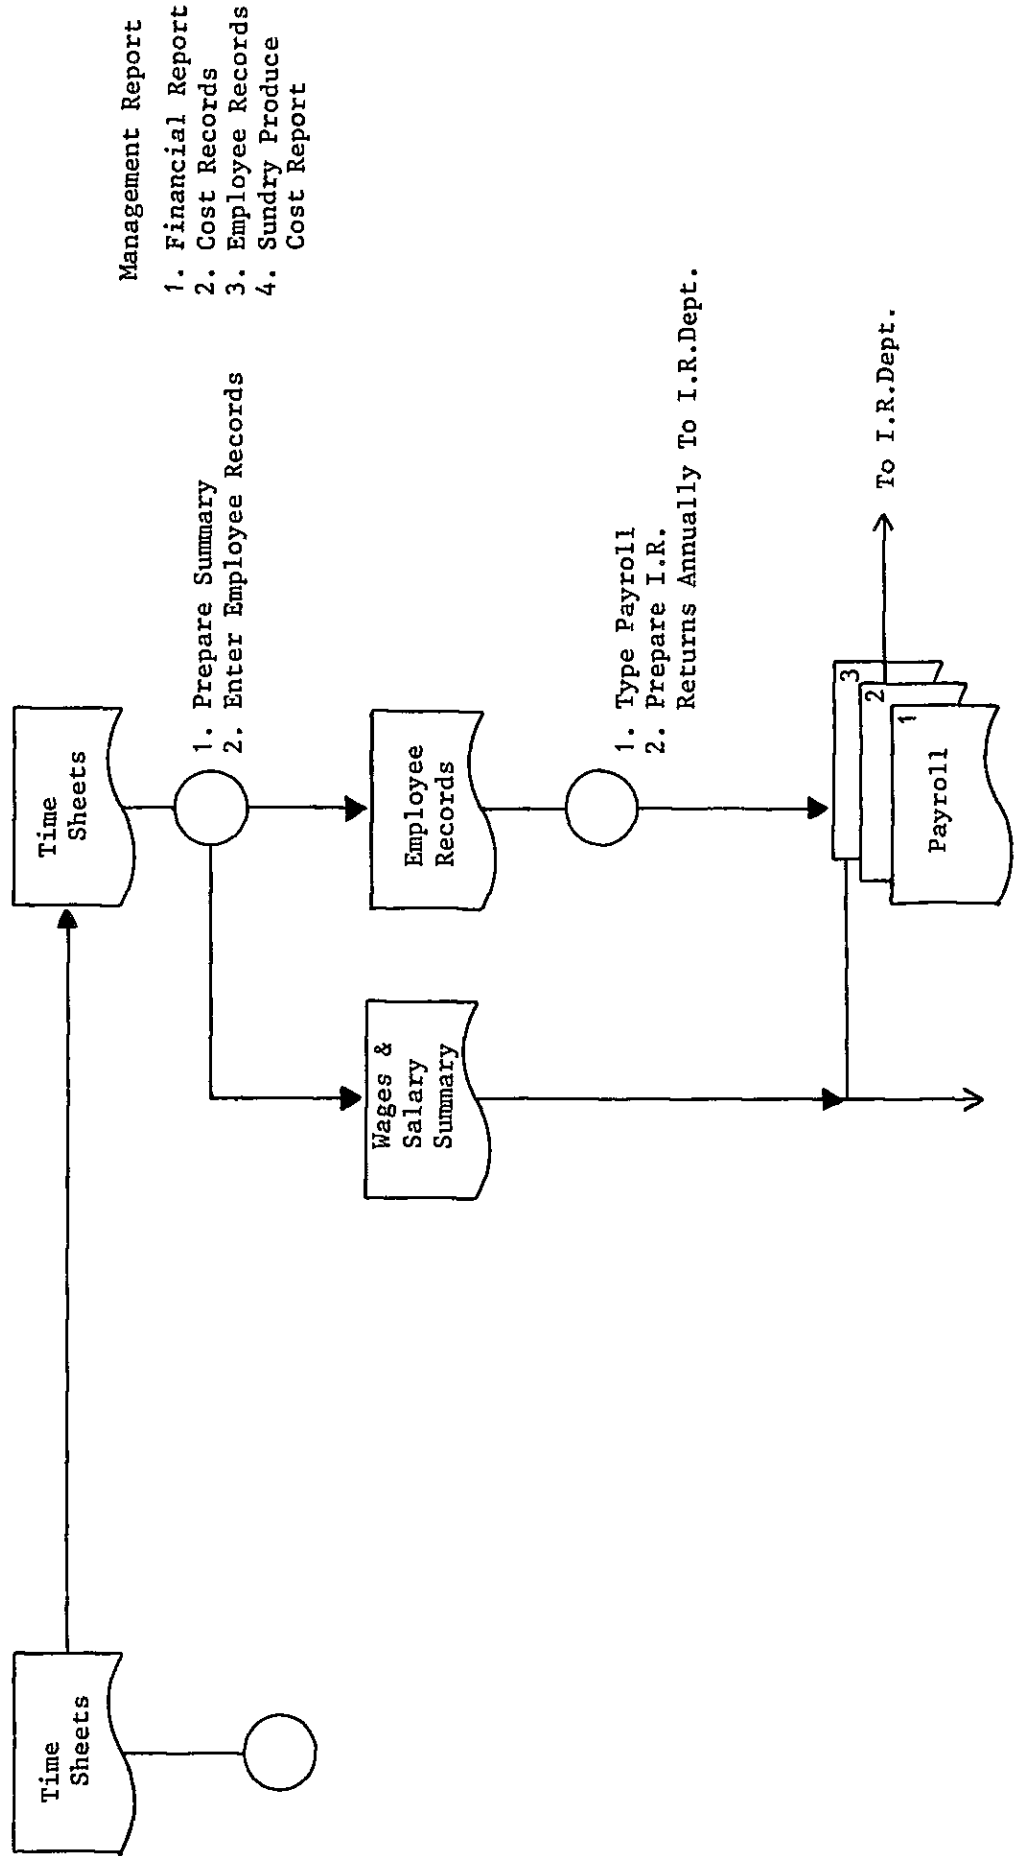 Time
Sheets
Time
Sheets
1. Prepare Summary
2. Enter Employee Records
Management Report
1. Financial Report
2. Cost Records
3. Employee Records
4. Sundry Produce
Cost Report
Wages &
Salary
Summary
Employee
Records
1. Type Payroll
2. Prepare I.R.
Returns Annually To I.R.Dept.
3
2
1
Payroll
To I.R.Dept.